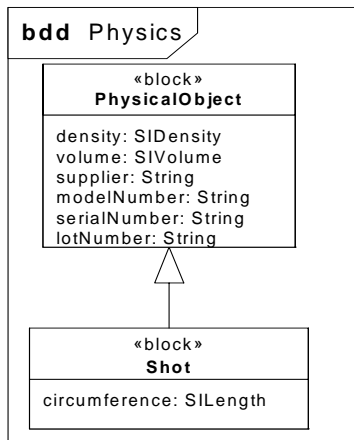 bdd Physics
«block»
PhysicalObject
density: SIDensity
volume: SIVolume
supplier: String
modelNumber: String
serialNumber: String
lotNumber: String
«block»
Shot
circumference: SILength